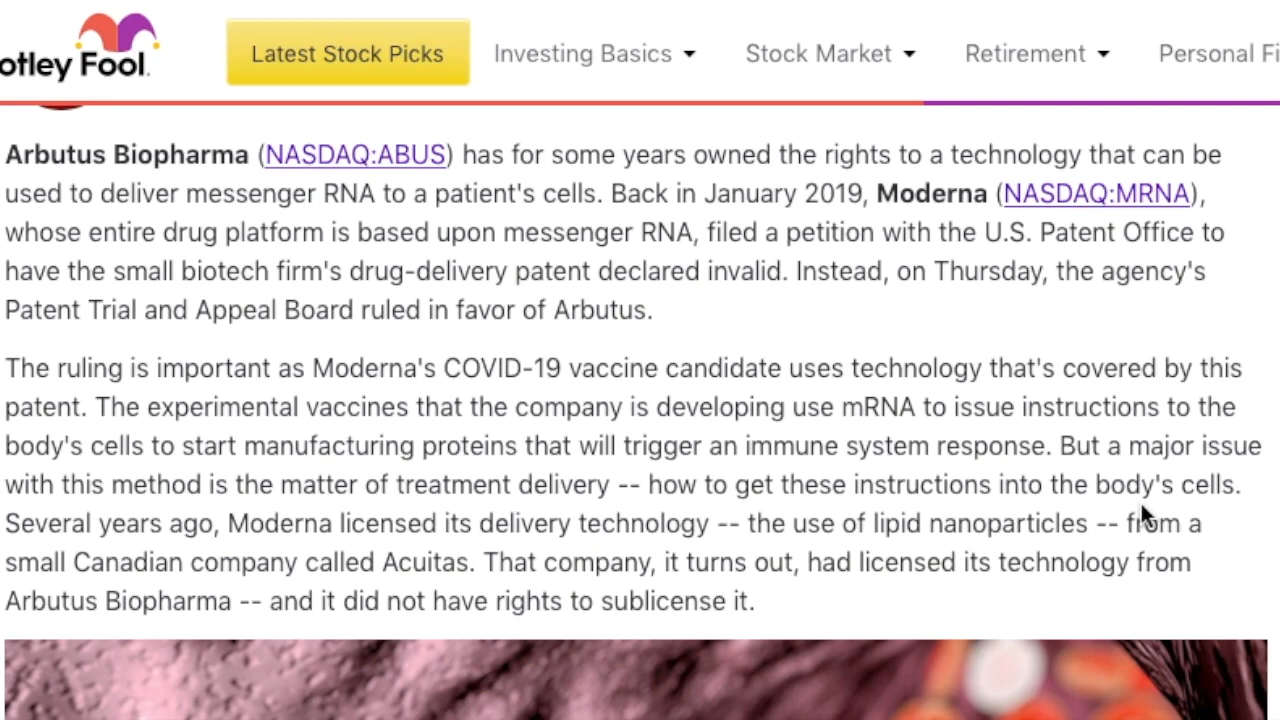 otley Fool.
Latest Stock Picks
Investing Basics
Stock Market
Retirement
Personal Fi
Arbutus Biopharma (NASDAQ:ABUS) has for some years owned the rights to a technology that can be
used to deliver messenger RNA to a patient's cells. Back in January 2019, Moderna (NASDAQ:MRNA),
whose entire drug platform is based upon messenger RNA, filed a petition with the U.S. Patent Office to
have the small biotech firm's drug-delivery patent declared invalid. Instead, on Thursday, the agency's
Patent Trial and Appeal Board ruled in favor of Arbutus.
The ruling is important as Moderna's COVID-19 vaccine candidate uses technology that's covered by this
patent. The experimental vaccines that the company is developing use mRNA to issue instructions to the
body's cells to start manufacturing proteins that will trigger an immune system response. But a major issue
with this method is the matter of treatment delivery -- how to get these instructions into the body's cells.
Several years ago, Moderna licensed its delivery technology -- the use of lipid nanoparticles -- from a
small Canadian company called Acuitas. That company, it turns out, had licensed its technology from
Arbutus Biopharma -- and it did not have rights to sublicense it.